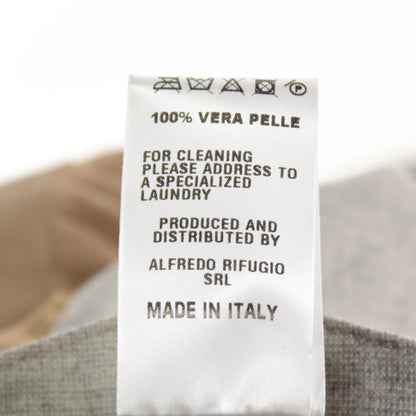 100% VERA PELLE
FOR CLEANING
PLEASE ADDRESS TO
A SPECIALIZED
LAUNDRY
PRODUCED AND
DISTRIBUTED BY
ALFREDO RIFUGIO
SRL
MADE IN ITALY